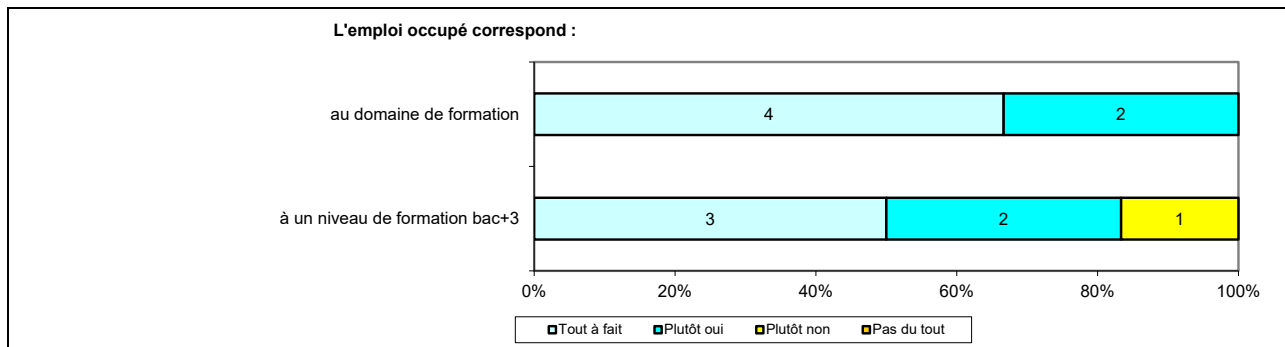 L'emploi occupé correspond :
au domaine de formation
4
2
à un niveau de formation bac+3
3
2
1
0%
20%
40%
60%
80%
100%
Tout à fait
Plutôt oui
Plutôt non
Pas du tout